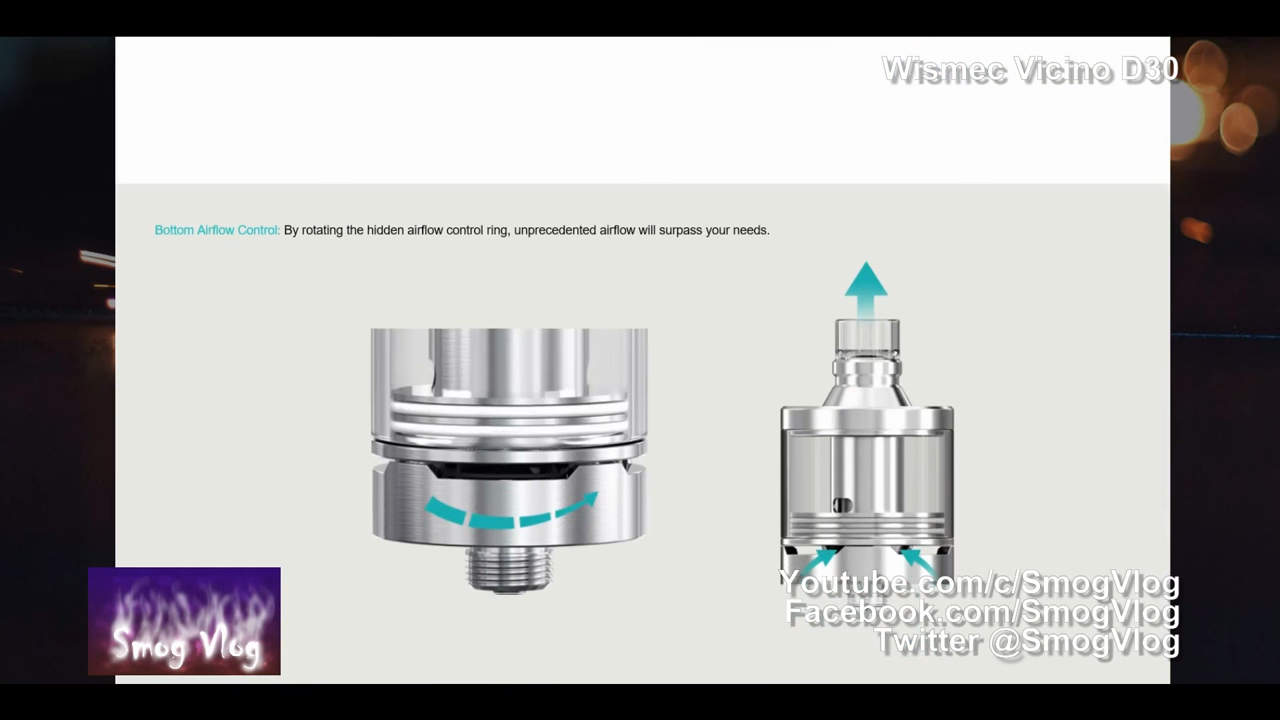 Wismec Vicino D30
Bottom Airflow Control: By rotating the hidden airflow control ring, unprecedented airflow will surpass your needs.
Youtube.com/c/SmogVlog
Facebook.com/SmogVlog
Twitter @SmogVlog
Smog Vlog